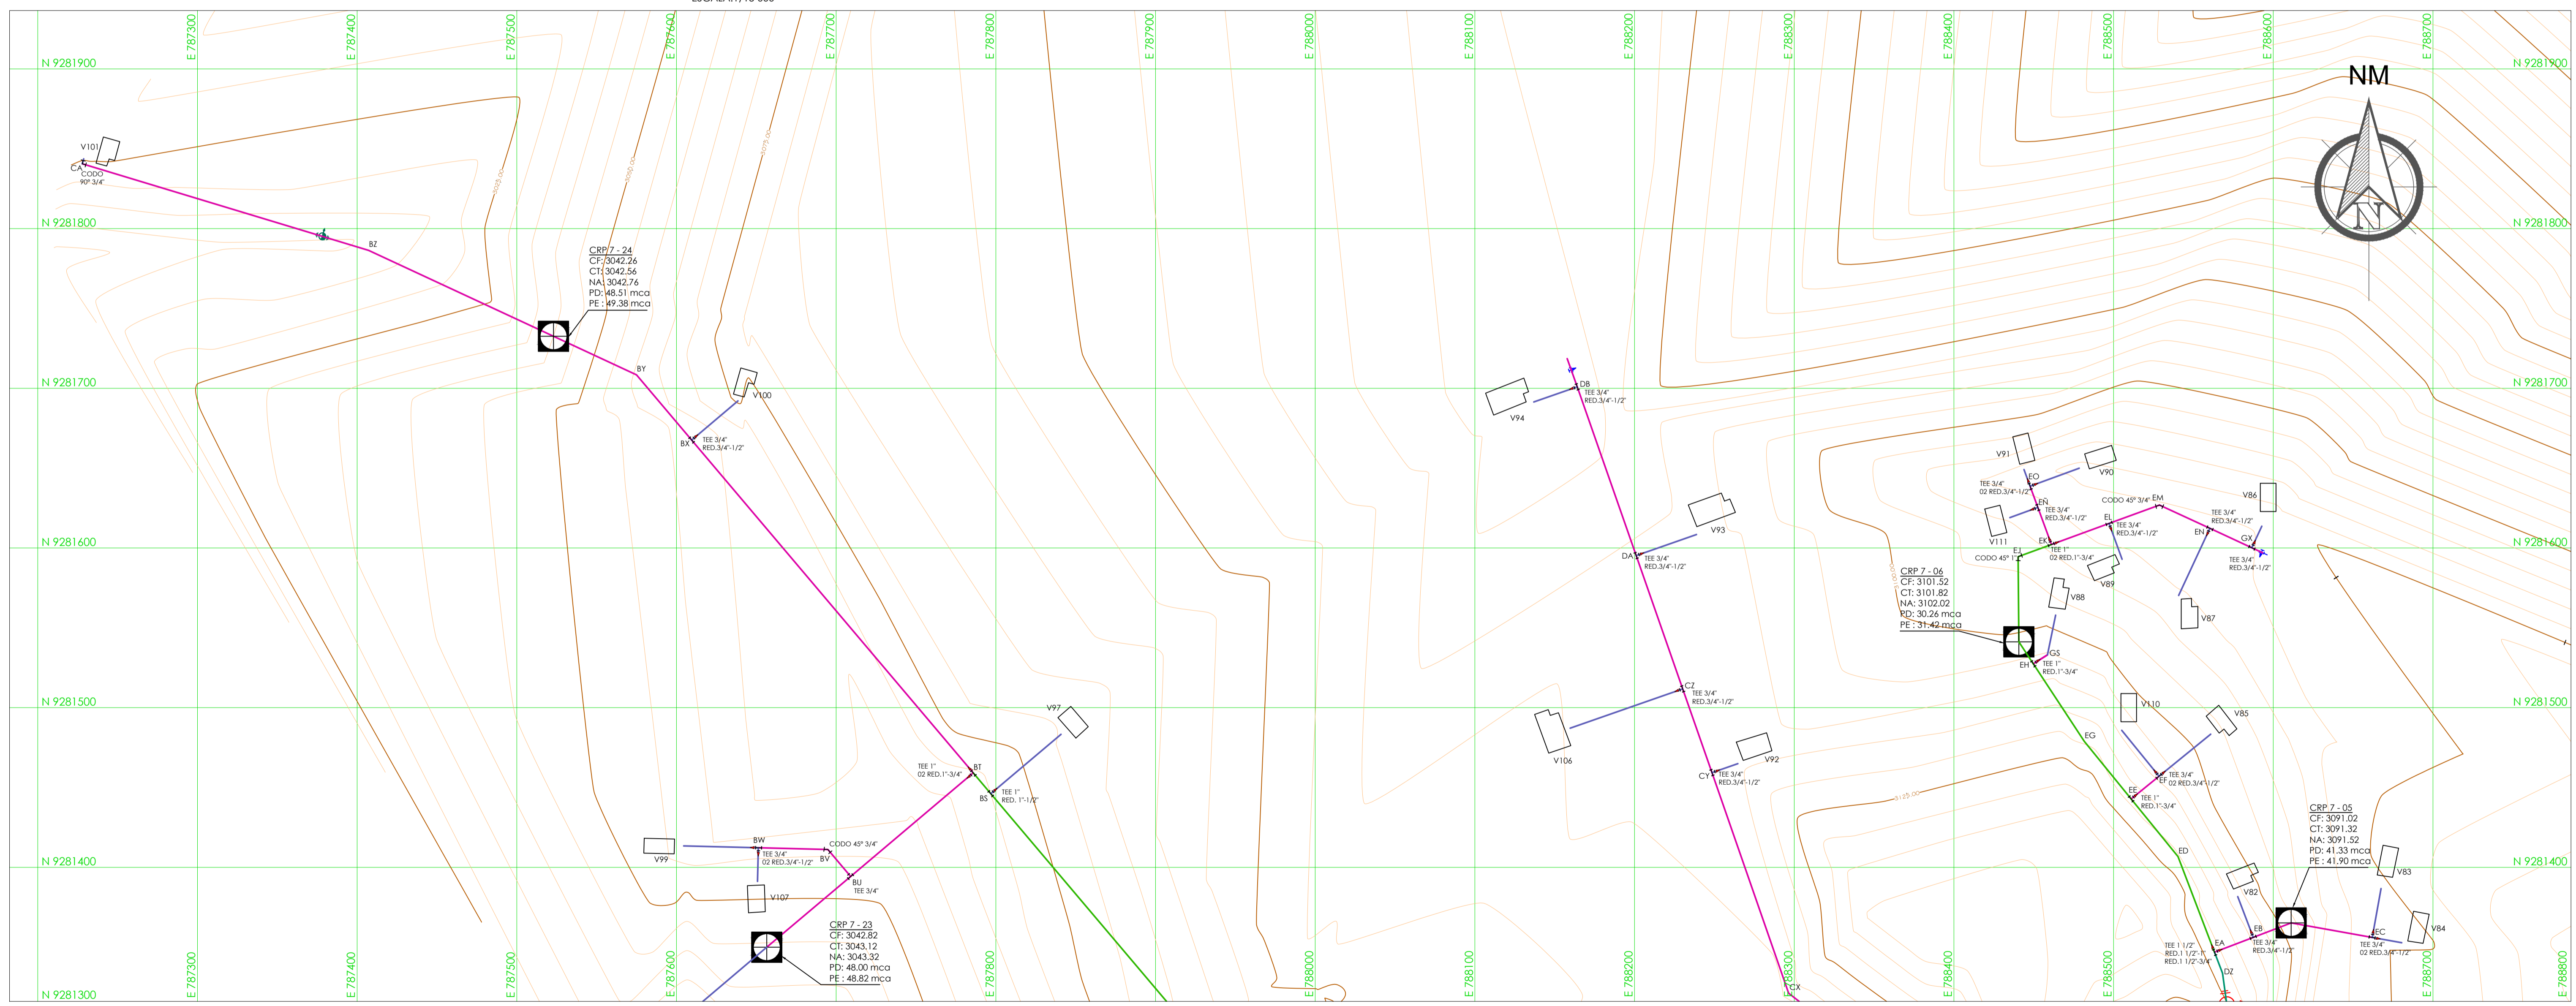 E 787300
E 787400
E 787500
E 787600
E 787700
E 787800
E 787900
E 788000
E 788100
E 788200
E 788300
E 788400
E 788500
E 788600
E 788700
N 9281900
N 9281900
NM
N
V101
CA
CODO
90° 3/4"
3025.00
3050.00
3075.00
N 9281800
N 9281800
BZ
CRP 7 - 24
CF: 3042.26
CT: 3042.56
NA: 3042.76
PD: 48.51 mca
PE : 49.38 mca
N 9281700
N 9281700
BY
V100
BX
TEE 3/4"
RED.3/4"-1/2"
DB
TEE 3/4"
RED.3/4"-1/2"
V94
V91
V90
EO
TEE 3/4"
02 RED.3/4"-1/2"
EÑ
TEE 3/4"
RED.3/4"-1/2"
V111
CODO 45° 3/4"
EM
EL
TEE 3/4"
RED.3/4"-1/2"
TEE 3/4"
RED.3/4"-1/2"
EN
V86
GX
TEE 3/4"
RED.3/4"-1/2"
V93
N 9281600
N 9281600
DA
TEE 3/4"
RED.3/4"-1/2"
EJ
CODO 45° 1"
EK
TEE 1"
02 RED.1"-3/4"
V89
V88
V87
3100.00
CRP 7 - 06
CF: 3101.52
CT: 3101.82
NA: 3102.02
PD: 30.26 mca
PE : 31.42 mca
GS
EH
TEE 1"
RED.1"-3/4"
N 9281500
N 9281500
CZ
TEE 3/4"
RED.3/4"-1/2"
V97
V106
V92
V110
V85
EG
BT
TEE 1"
02 RED.1"-3/4"
BS
TEE 1"
RED. 1"-1/2"
CY
TEE 3/4"
RED.3/4"-1/2"
EF
TEE 3/4"
02 RED.3/4"-1/2"
EE
TEE 1"
RED.1"-3/4"
3125.00
CRP 7 - 05
CF: 3091.02
CT: 3091.32
NA: 3091.52
PD: 41.33 mca
PE : 41.90 mca
N 9281400
N 9281400
V99
BW
TEE 3/4"
02 RED.3/4"-1/2"
CODO 45° 3/4"
BV
BU
TEE 3/4"
V107
ED
V82
V83
V84
CRP 7 - 23
CF: 3042.82
CT: 3043.12
NA: 3043.32
PD: 48.00 mca
PE : 48.82 mca
EA
TEE 1 1/2"
RED.1 1/2"-1"
RED.1 1/2"-3/4"
EB
TEE 3/4"
RED.3/4"-1/2"
EC
TEE 3/4"
02 RED.3/4"-1/2"
DZ
CX
N 9281300
N 9281300
E 787300
E 787400
E 787500
E 787600
E 787700
E 787800
E 787900
E 788000
E 788100
E 788200
E 788300
E 788400
E 788500
E 788600
E 788700
E 788800